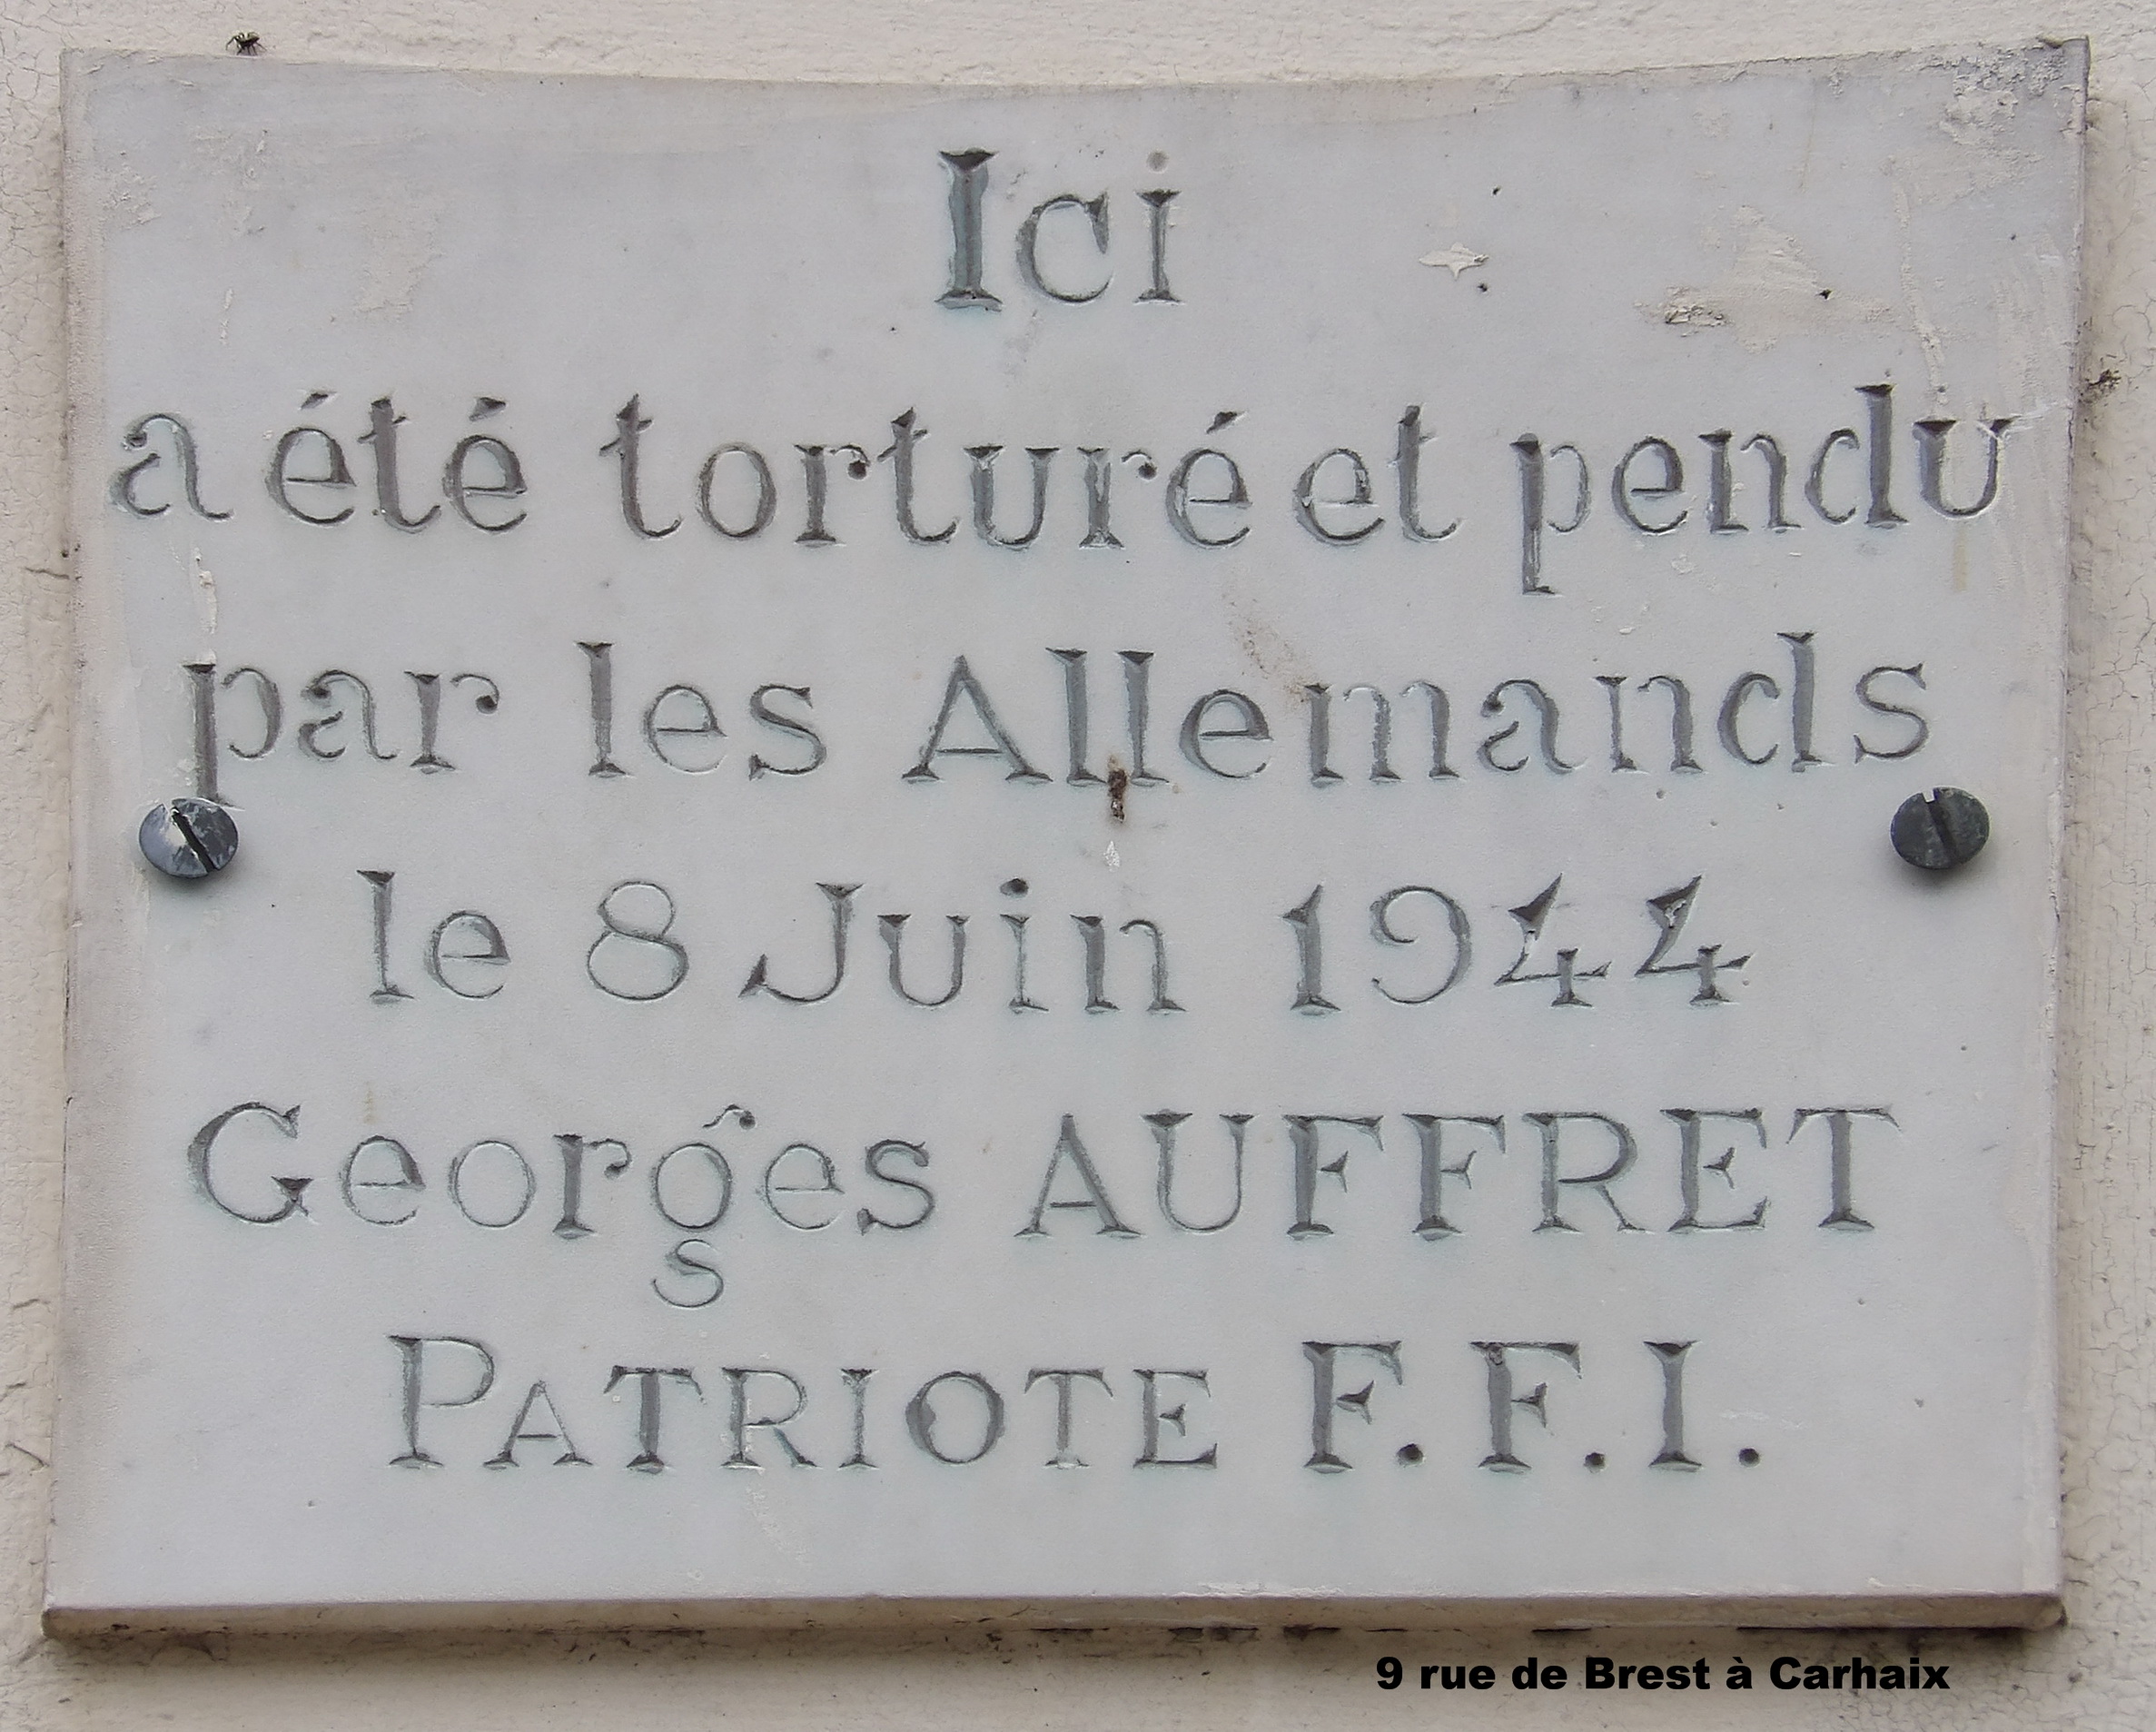 Ici
a été torturé et pendu
par les Allemands
le 8 Juin 1944
Georges AUFFRET
PATRIOTE F.F.I.
9 rue de Brest à Carhaix